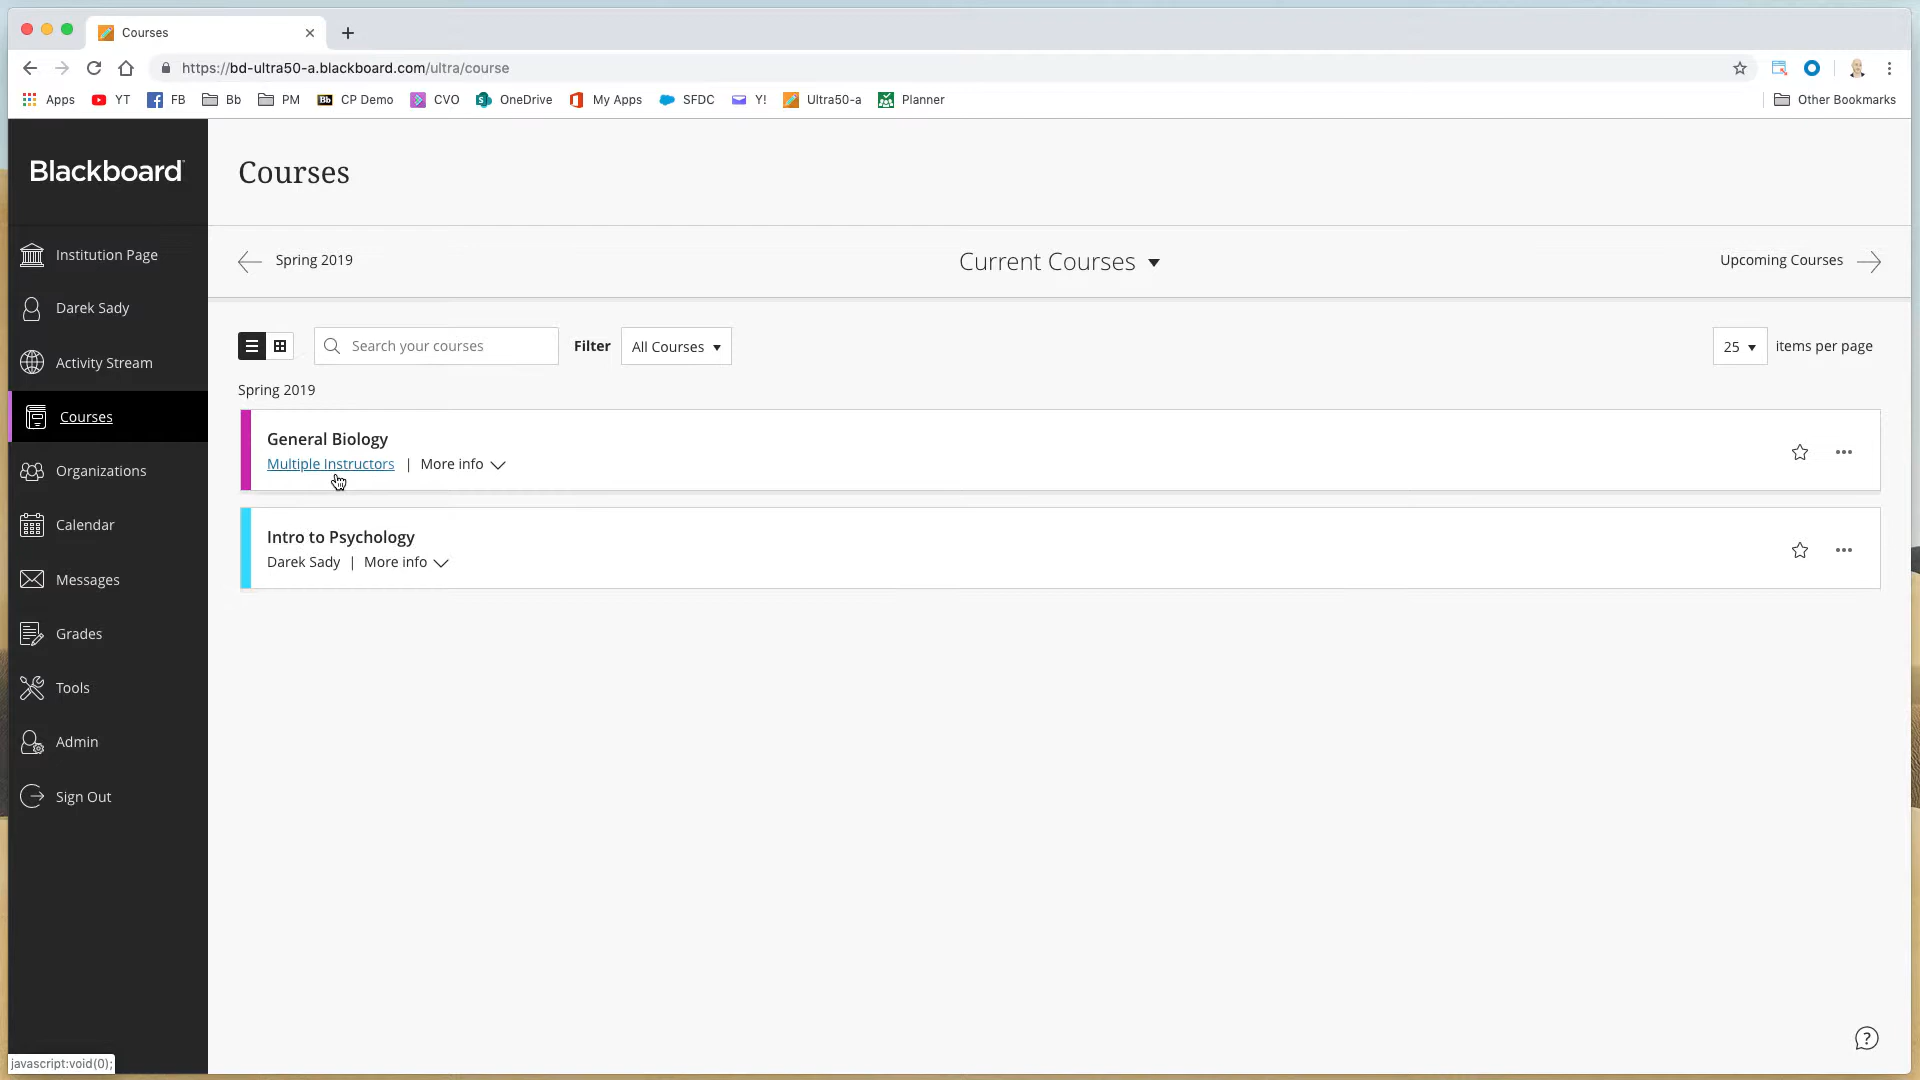 Courses
https://bd-ultra50-a.blackboard.com/ultra/course
Apps YT FB Bb PM Bb CP Demo CVO OneDrive My Apps SFDC Y! Ultra50-a Planner Other Bookmarks
Blackboard
Institution Page
Darek Sady
Activity Stream
Courses
Organizations
Calendar
Messages
Grades
Tools
Admin
Sign Out
Courses
Spring 2019 Current Courses Upcoming Courses
Search your courses Filter All Courses 25 items per page
Spring 2019
General Biology
Multiple Instructors | More info
Intro to Psychology
Darek Sady | More info
?
javascript:void(0);